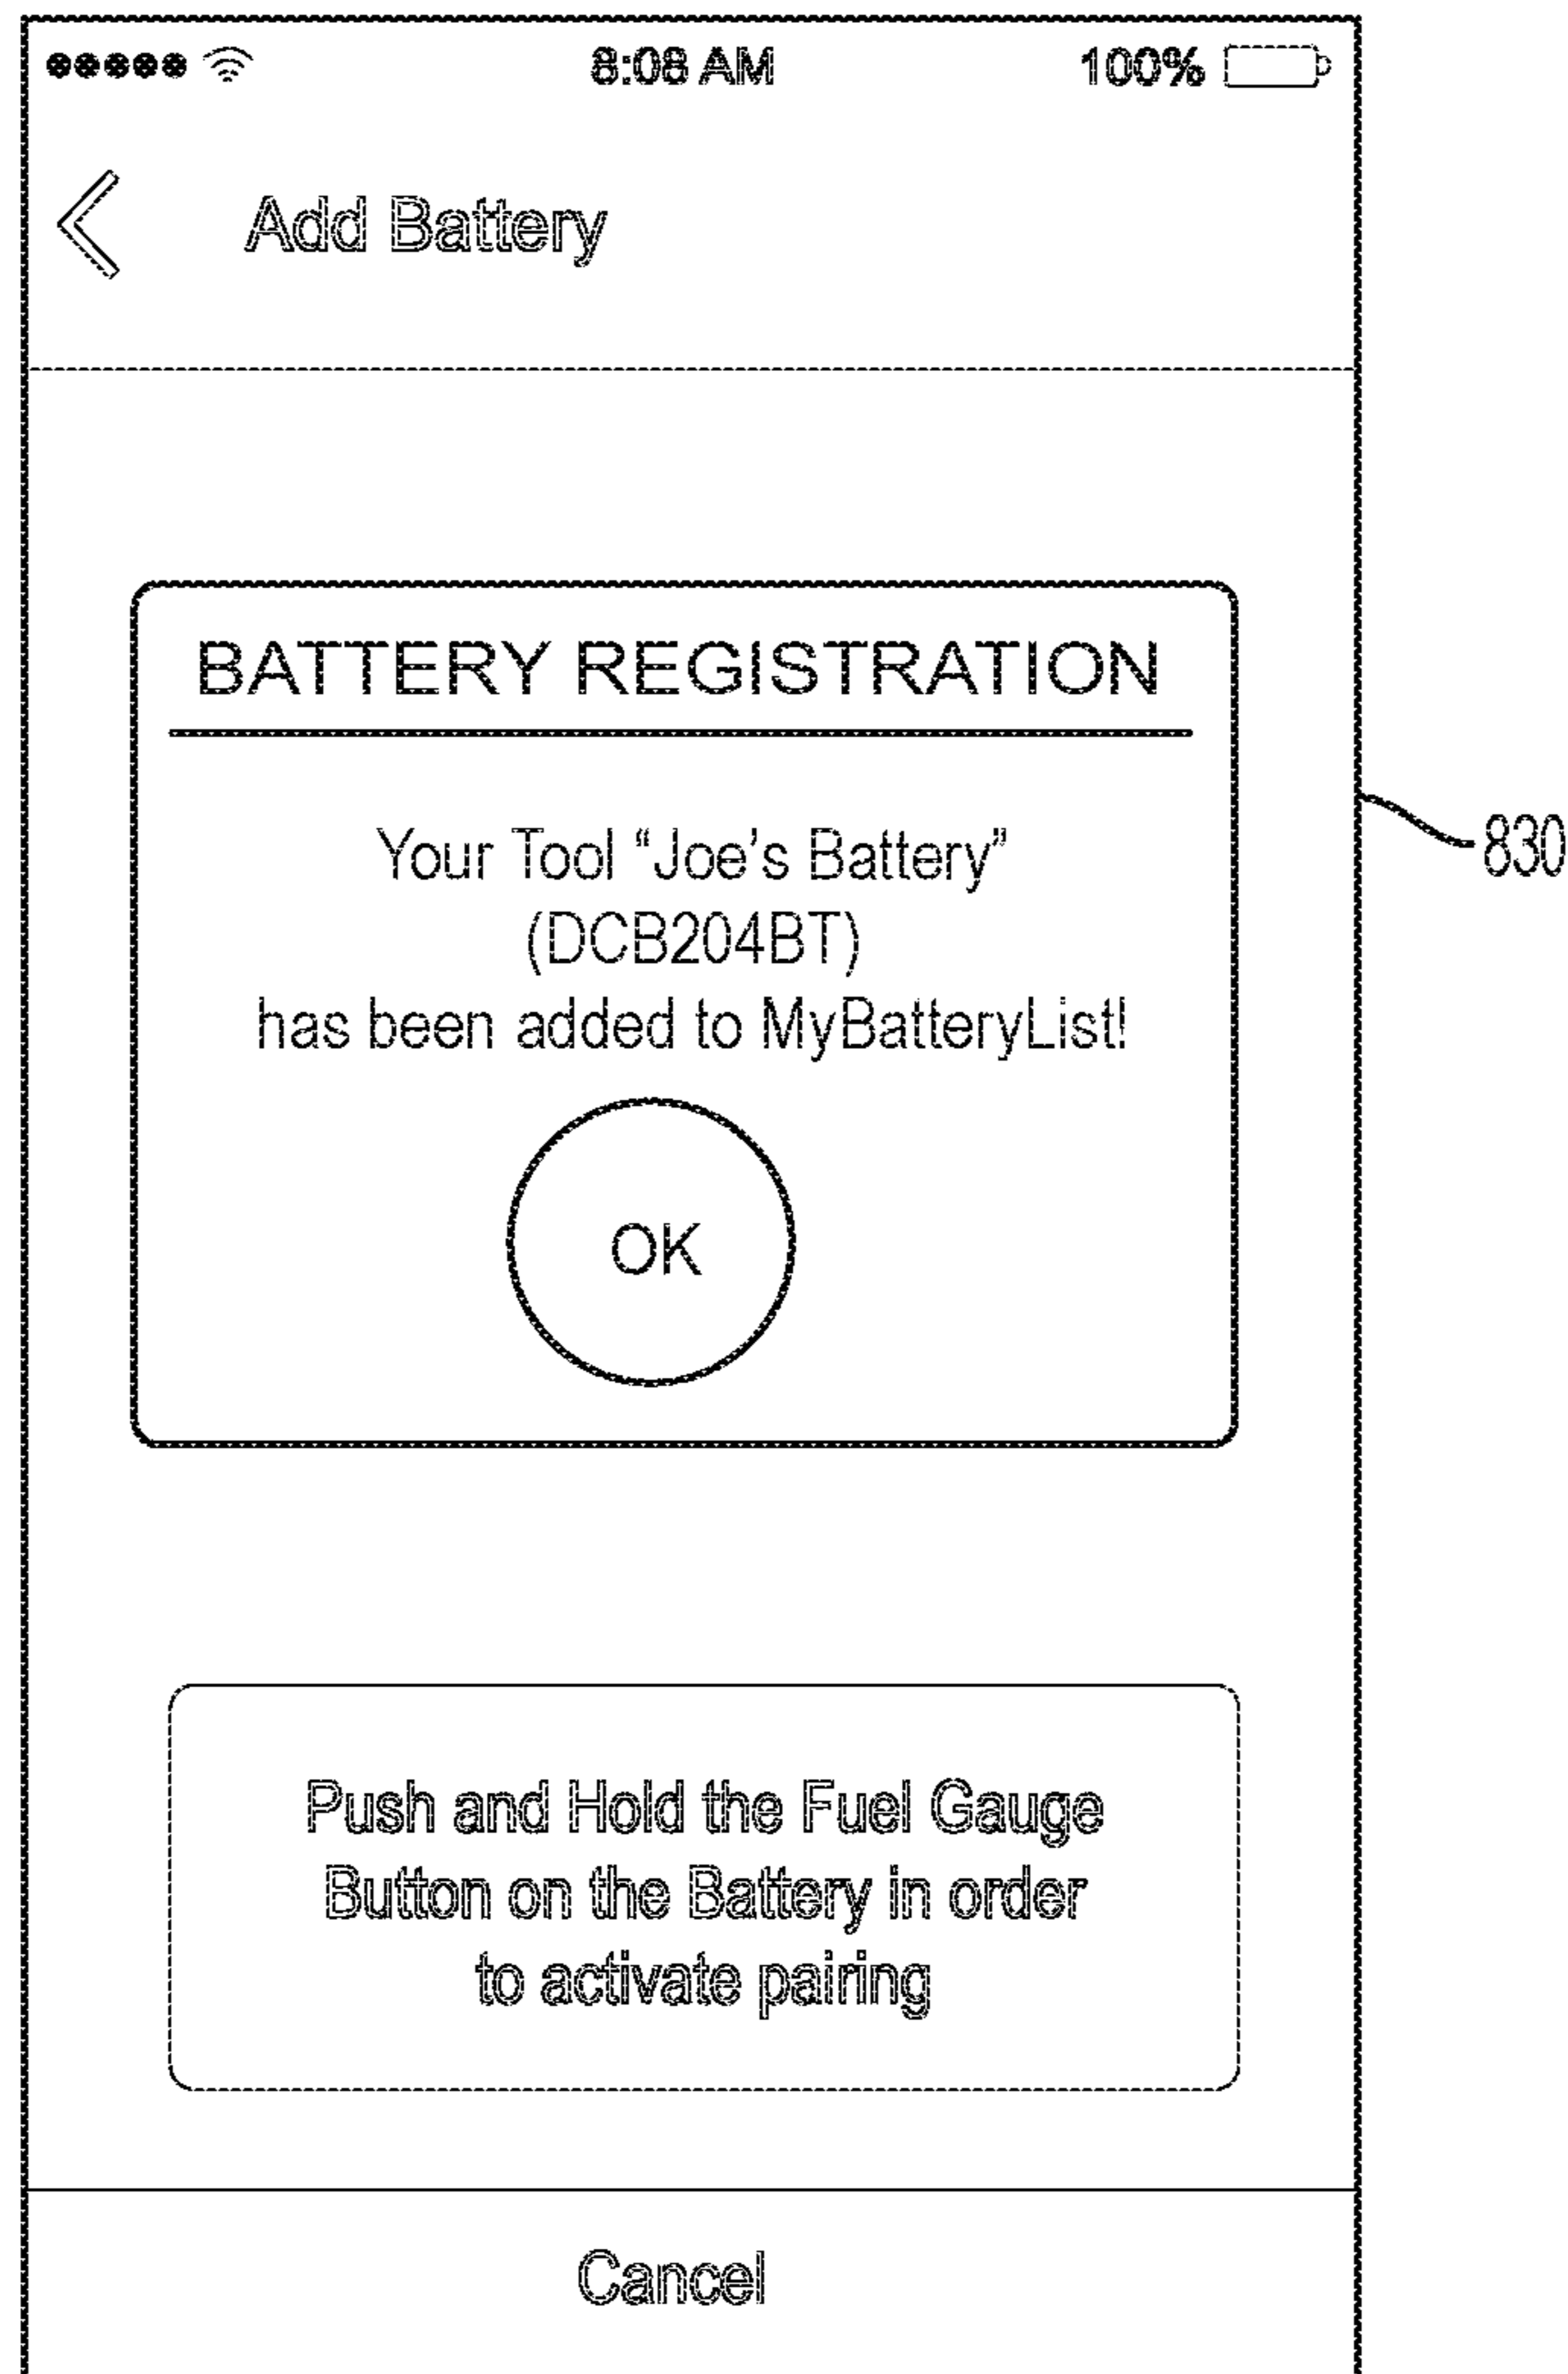 8:08 AM 100%
Add Battery
BATTERY REGISTRATION
Your Tool “Joe’s Battery”
(DCB204BT)
has been added to MyBatteryList!
OK
830
Push and Hold the Fuel Gauge
Button on the Battery in order
to activate pairing
Cancel